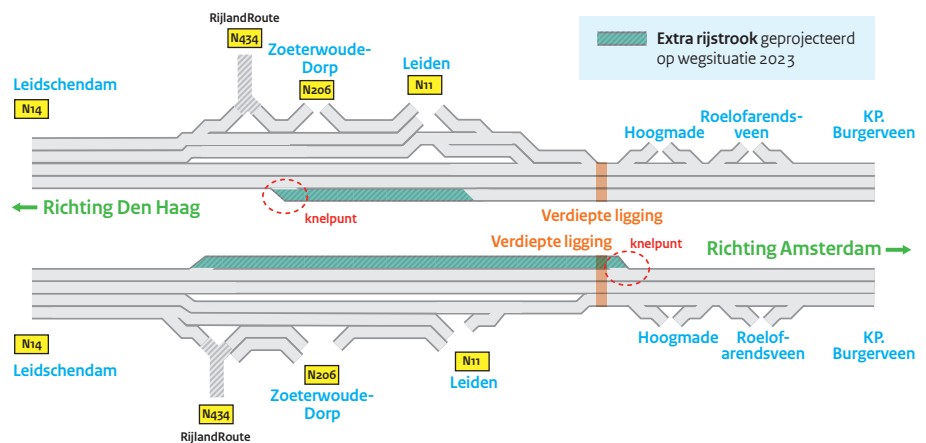 RijlandRoute
N434
Zoeterwoude-
Dorp
N206
Leiden
N11
Leidschendam
N14
Extra rijstrook geprojecteerd
op wegsituatie 2023
Hoogmade
Roelofarends-
veen
KP.
Burgerveen
Richting Den Haag
knelpunt
Verdiepte ligging
Verdiepte ligging
knelpunt
Richting Amsterdam
N14
Leidschendam
N434
RijlandRoute
N206
Zoeterwoude-
Dorp
N11
Leiden
Hoogmade
Roelof-
arendsveen
KP.
Burgerveen